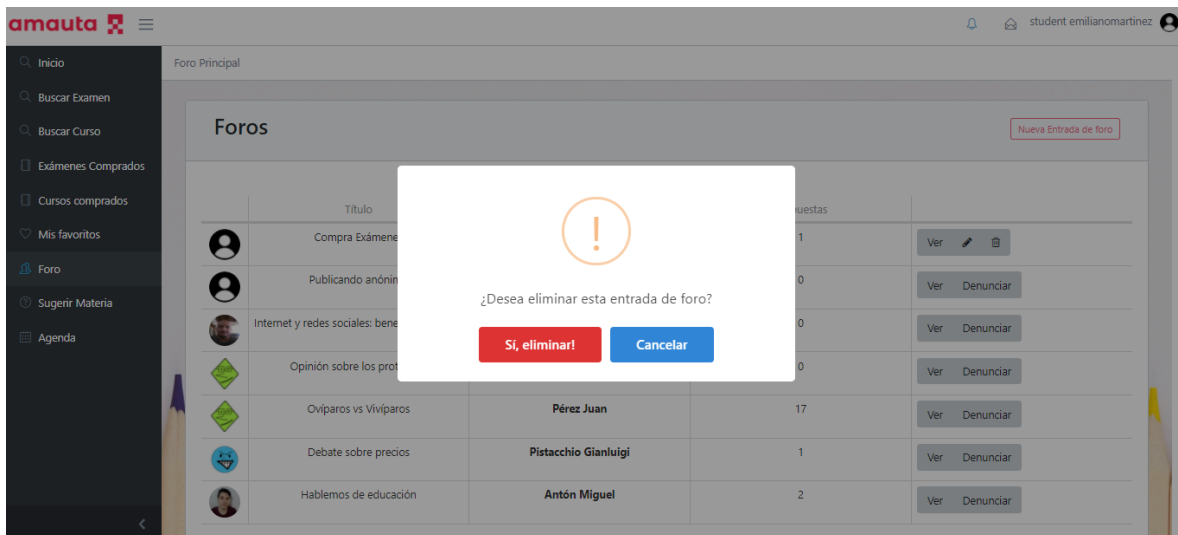 amauta
student emilianomartinez
Inicio
Buscar Examen
Buscar Curso
Exámenes Comprados
Cursos comprados
Mis favoritos
Foro
Sugerir Materia
Agenda
Foro Principal
Foros
Nueva Entrada de foro
Título uestas
Compra Exámene 1 Ver
Publicando anónin 0 Ver Denunciar
Internet y redes sociales: bene 0 Ver Denunciar
Opinión sobre los prot 0 Ver Denunciar
Ovíparos vs Vivíparos Pérez Juan 17 Ver Denunciar
Debate sobre precios Pistacchio Gianluigi 1 Ver Denunciar
Hablemos de educación Antón Miguel 2 Ver Denunciar
!
¿Desea eliminar esta entrada de foro?
Sí, eliminar! Cancelar